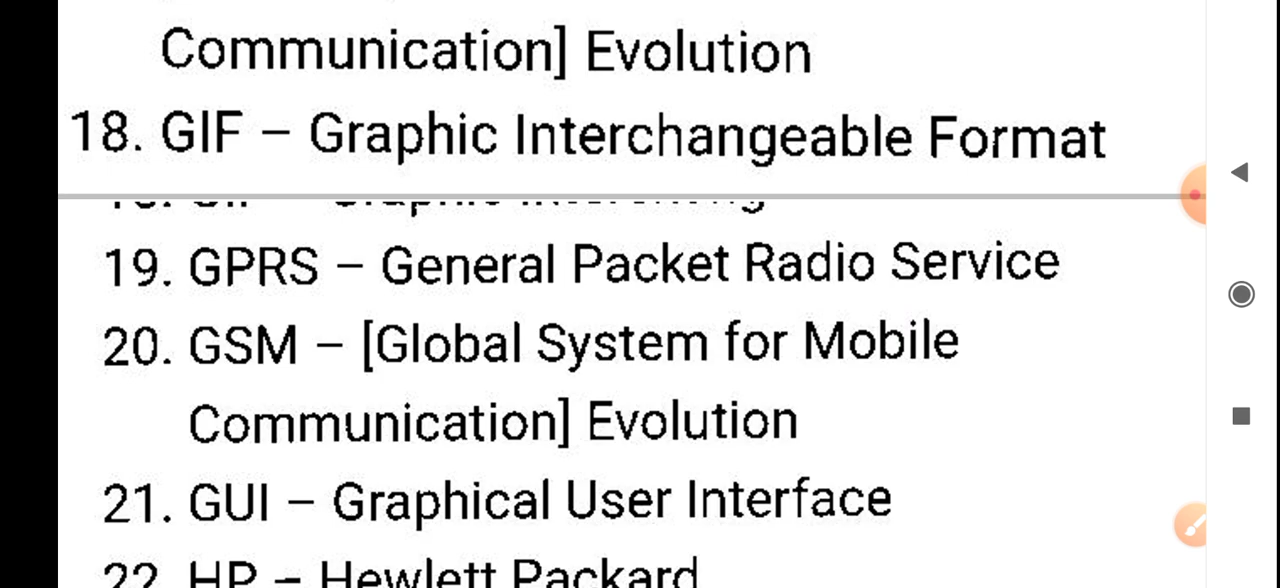 Communication] Evolution
18. GIF – Graphic Interchangeable Format
19. GPRS – General Packet Radio Service
20. GSM – [Global System for Mobile
Communication] Evolution
21. GUI – Graphical User Interface
22. HP – Hewlett Packard